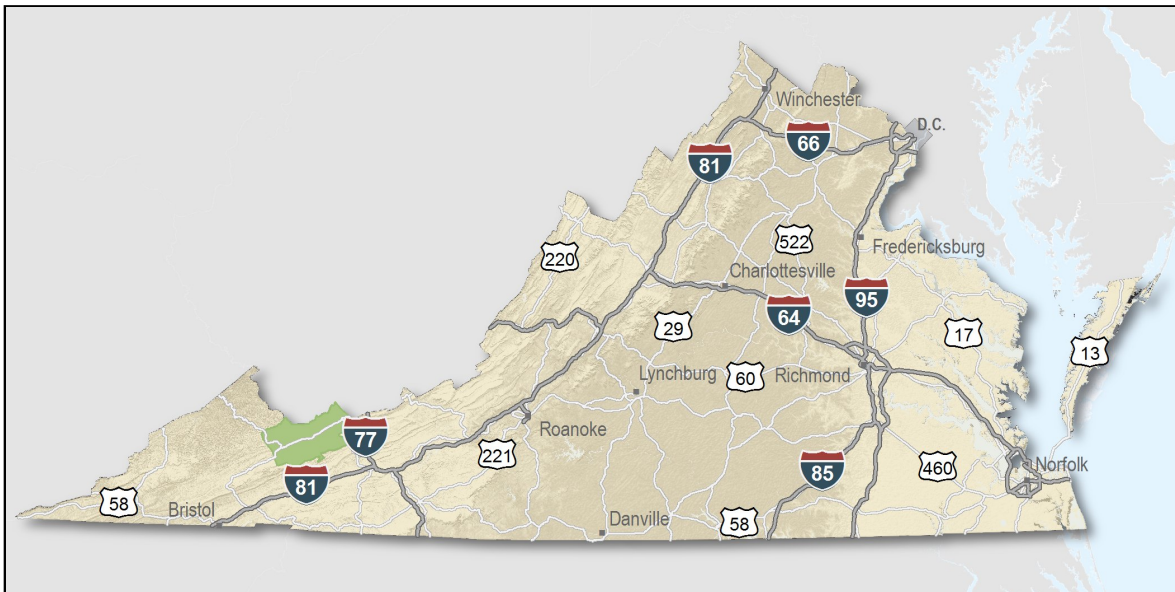 Winchester
D.C.
66
81
522
220
Fredericksburg
Charlottesville
95
64
29
17
13
Lynchburg
60
Richmond
77
Roanoke
221
81
85
460
Norfolk
58
Bristol
Danville
58